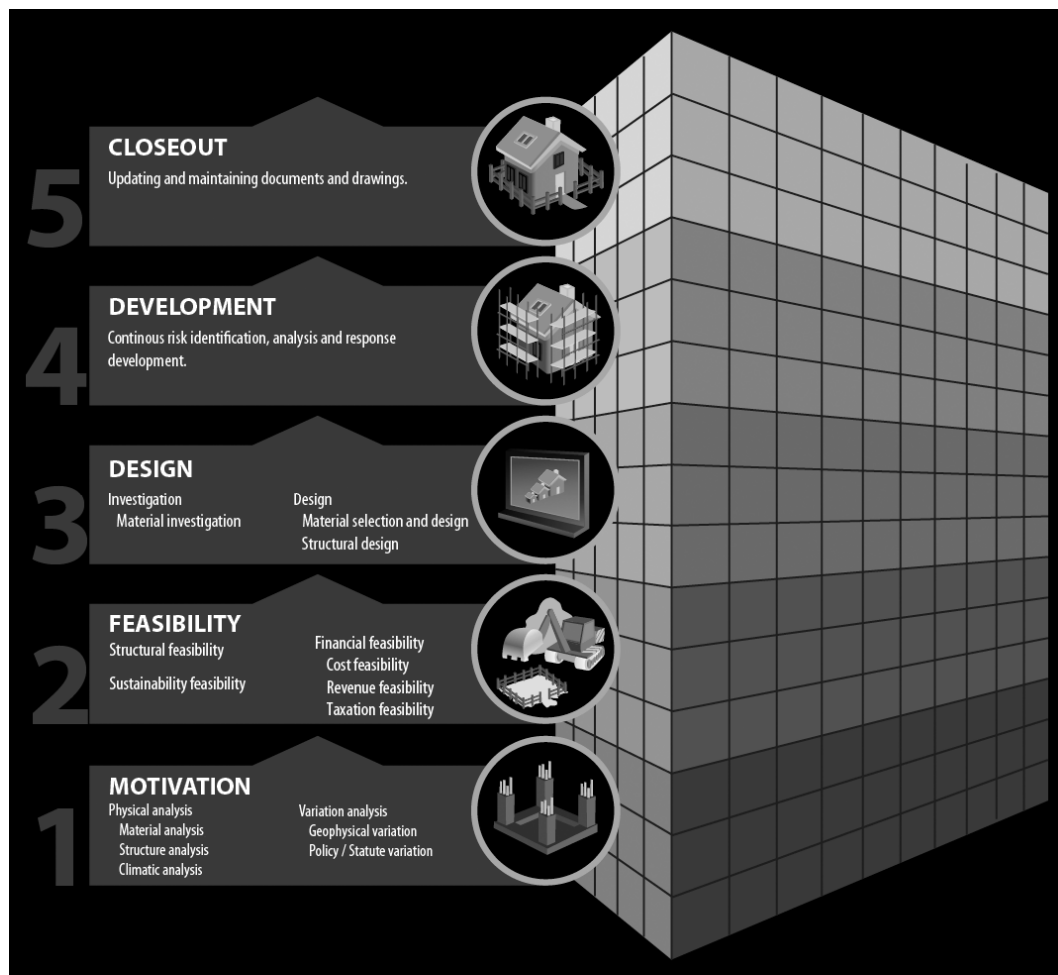 5
CLOSEOUT
Updating and maintaining documents and drawings.
4
DEVELOPMENT
Continous risk identification, analysis and response
development.
3
DESIGN
Investigation
Material investigation
Design
Material selection and design
Structural design
2
FEASIBILITY
Structural feasibility
Sustainability feasibility
Financial feasibility
Cost feasibility
Revenue feasibility
Taxation feasibility
1
MOTIVATION
Physical analysis
Material analysis
Structure analysis
Climatic analysis
Variation analysis
Geophysical variation
Policy / Statute variation